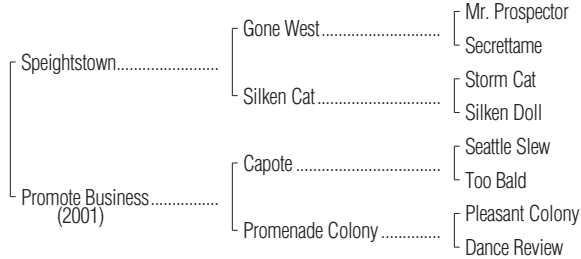 Mr. Prospector
Gone West
Secrettame
Speightstown
Storm Cat
Silken Cat
Silken Doll
Seattle Slew
Capote
Too Bald
Promote Business
(2001)
Pleasant Colony
Promenade Colony
Dance Review